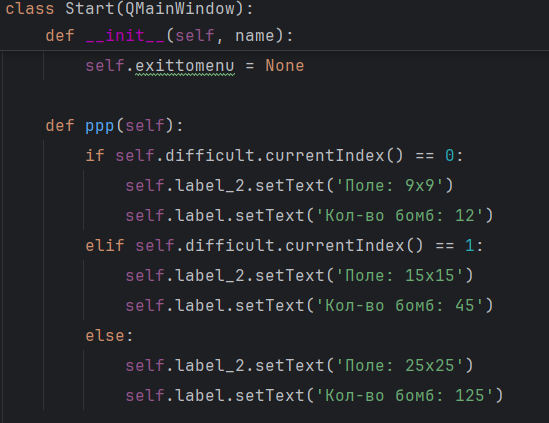 class Start(QMainWindow):
    def __init__(self, name):
        self.exittomenu = None
    def ppp(self):
        if self.difficult.currentIndex() == 0:
            self.label_2.setText('Поле: 9x9')
            self.label.setText('Кол-во бомб: 12')
        elif self.difficult.currentIndex() == 1:
            self.label_2.setText('Поле: 15x15')
            self.label.setText('Кол-во бомб: 45')
        else:
            self.label_2.setText('Поле: 25x25')
            self.label.setText('Кол-во бомб: 125')